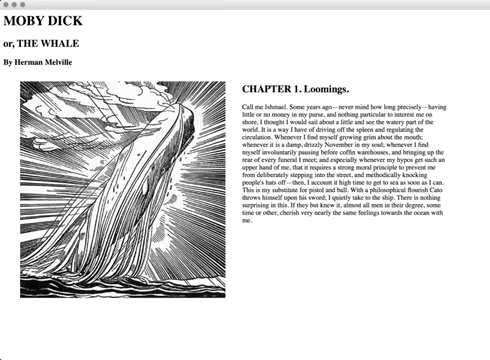 MOBY DICK
or, THE WHALE
By Herman Melville
CHAPTER 1. Loomings.
Call me Ishmael. Some years ago—never mind how long precisely—having
little or no money in my purse, and nothing particular to interest me on
shore, I thought I would sail about a little and see the watery part of the
world. It is a way I have of driving off the spleen and regulating the
circulation. Whenever I find myself growing grim about the mouth;
whenever it is a damp, drizzly November in my soul; whenever I find
myself involuntarily pausing before coffin warehouses, and bringing up the
rear of every funeral I meet; and especially whenever my hypos get such an
upper hand of me, that it requires a strong moral principle to prevent me
from deliberately stepping into the street, and methodically knocking
people's hats off—then, I account it high time to get to sea as soon as I can.
This is my substitute for pistol and ball. With a philosophical flourish Cato
throws himself upon his sword; I quietly take to the ship. There is nothing
surprising in this. If they but knew it, almost all men in their degree, some
time or other, cherish very nearly the same feelings towards the ocean with
me.